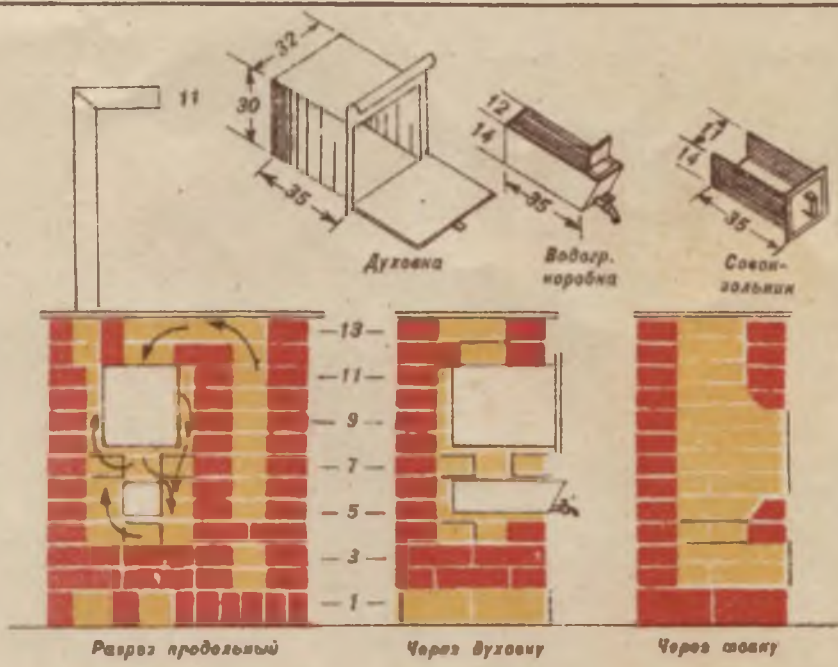 32
30
35
11
Духовка
12
14
35
Водогр.
коробка
11
14
35
Совок-
зольник
—13—
—11—
—9—
—7—
—5—
—3—
—1—
Разрез продольный
Через духовку
Через топку